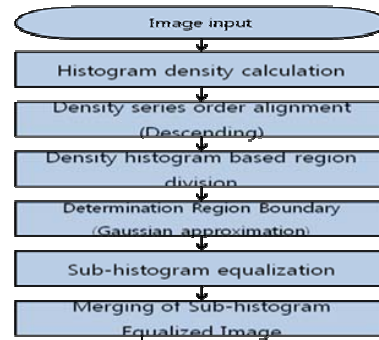 Image input
Histogram density calculation
Density series order alignment
(Descending)
Density histogram based region
division
Determination Region Boundary
(Gaussian approximation)
Sub-histogram equalization
Merging of Sub-histogram
Equalized Image